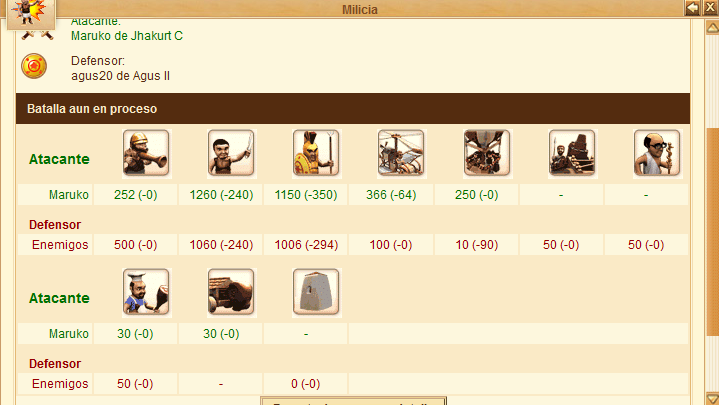 Milicia
Atacante:
Maruko de Jhakurt C
Defensor:
agus20 de Agus II
Batalla aun en proceso
Atacante
Maruko 252 (-0) 1260 (-240) 1150 (-350) 366 (-64) 250 (-0) - -
Defensor
Enemigos 500 (-0) 1060 (-240) 1006 (-294) 100 (-0) 10 (-90) 50 (-0) 50 (-0)
Atacante
Maruko 30 (-0) 30 (-0) -
Defensor
Enemigos 50 (-0) - 0 (-0)